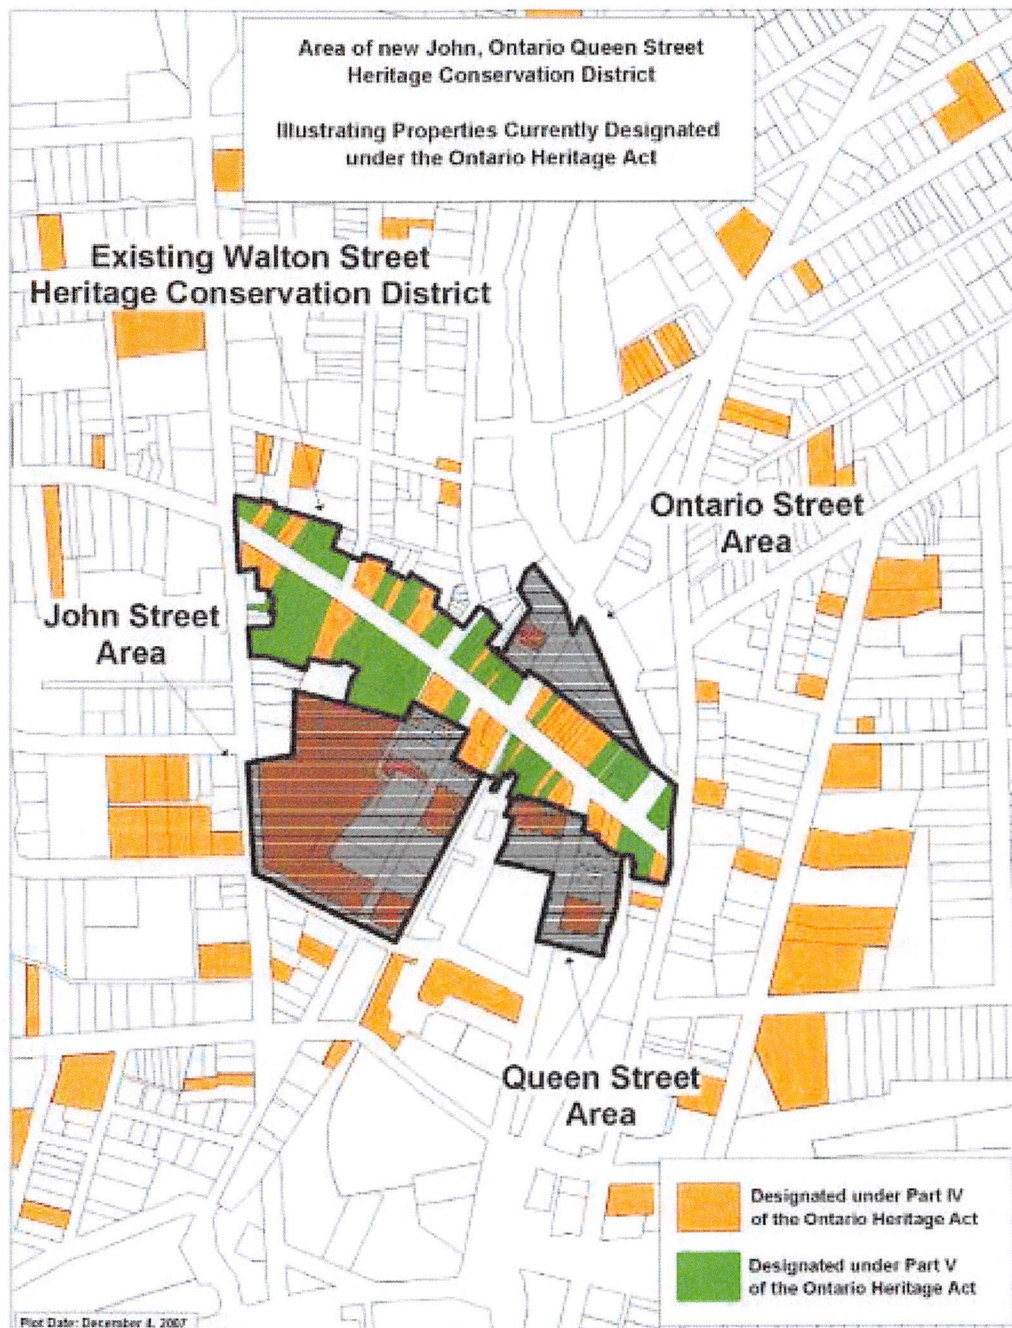 Area of new John, Ontario Queen Street
Heritage Conservation District
Illustrating Properties Currently Designated
under the Ontario Heritage Act
Existing Walton Street
Heritage Conservation District
Ontario Street
Area
John Street
Area
Queen Street
Area
Designated under Part IV
of the Ontario Heritage Act
Designated under Part V
of the Ontario Heritage Act
Plot Date: December 4, 2007